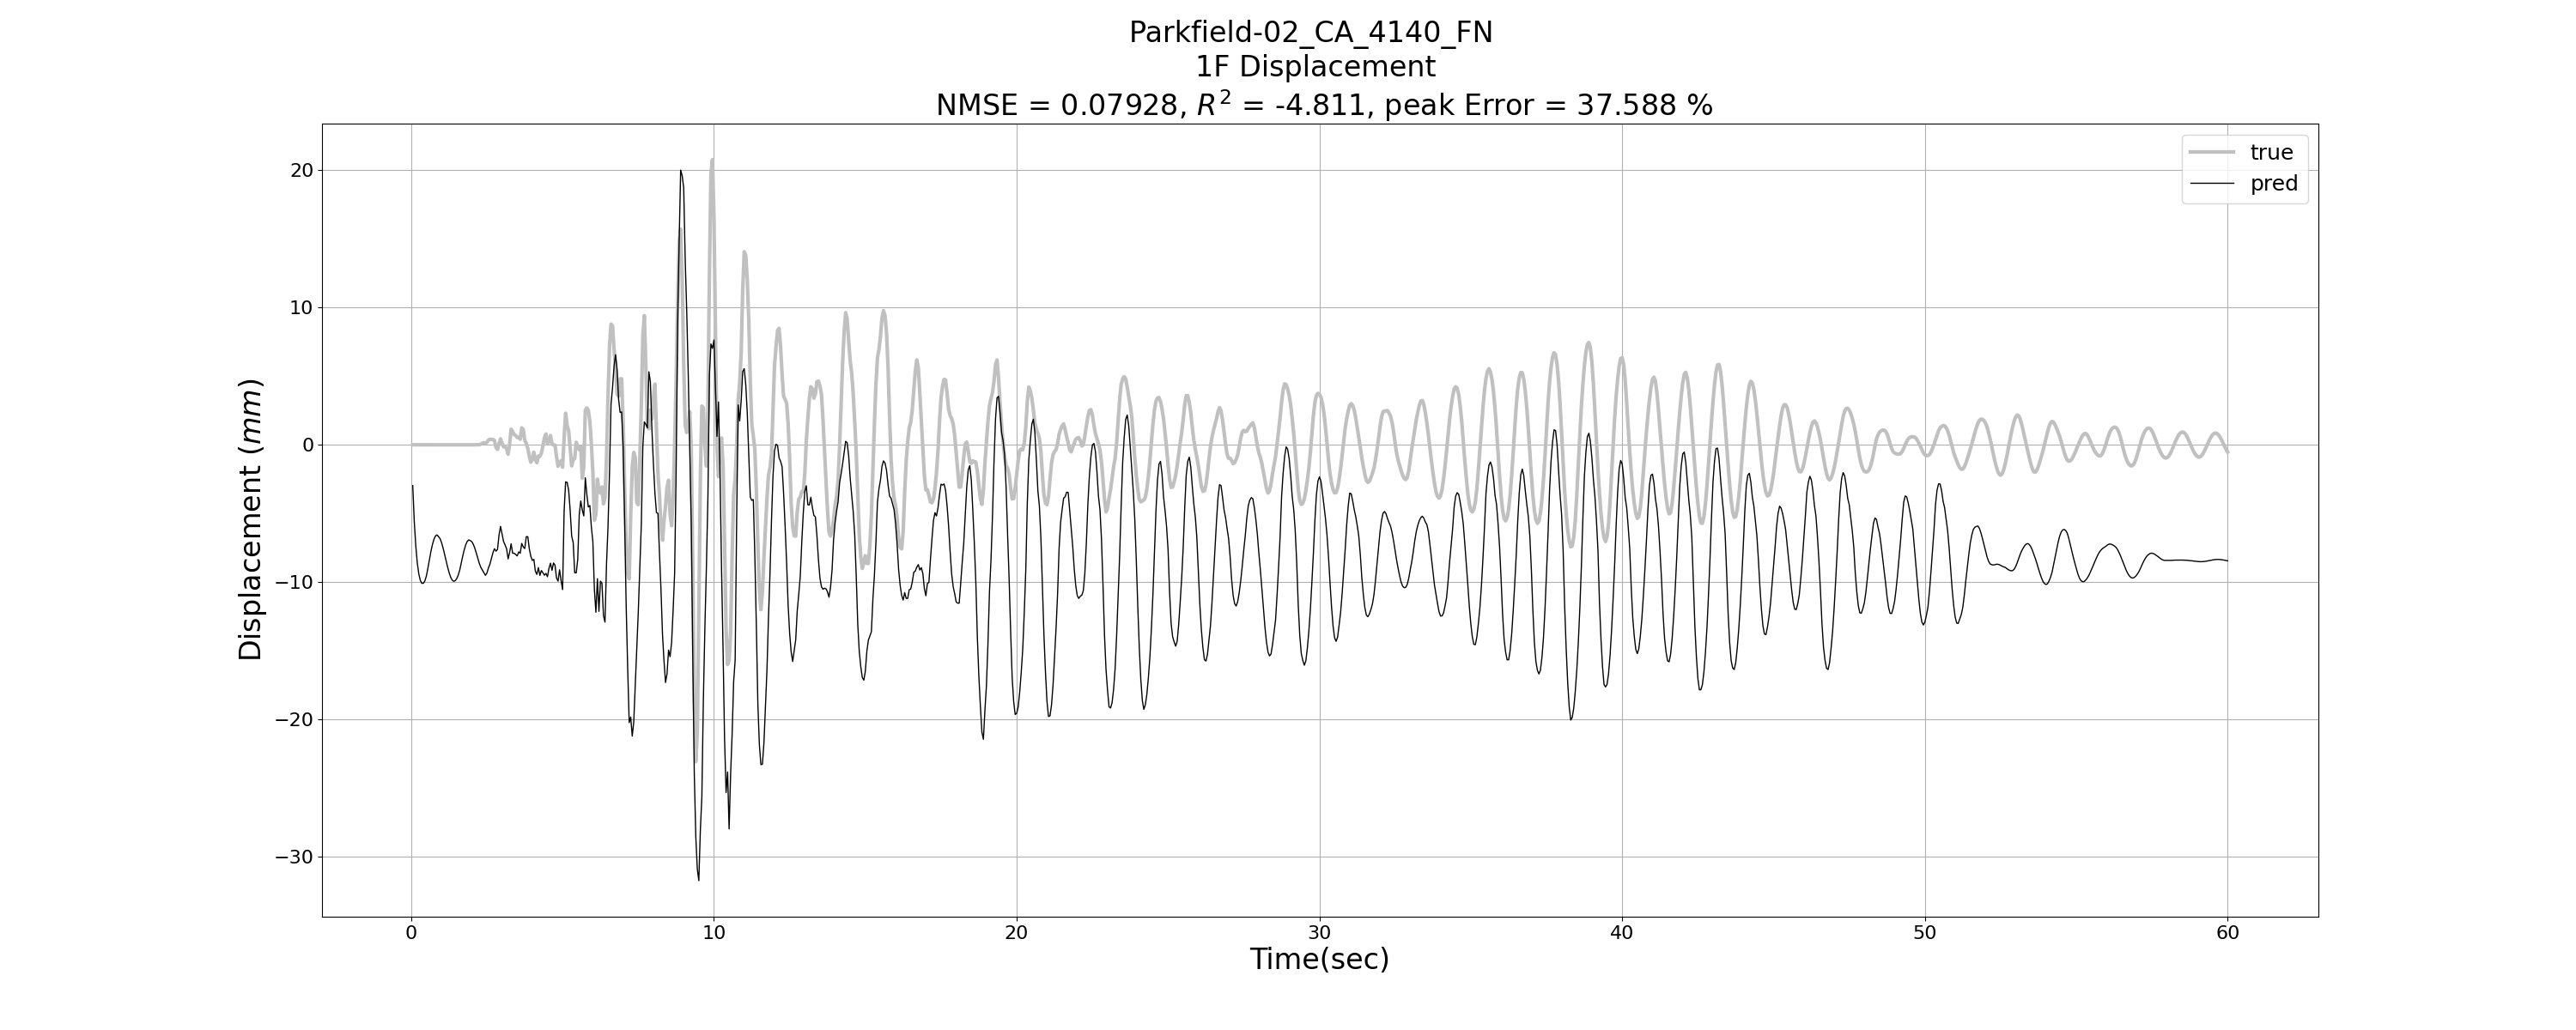 Parkfield-02_CA_4140_FN
1F Displacement
NMSE = 0.07928, R² = -4.811, peak Error = 37.588 %
true
pred
Displacement (mm)
20
10
0
−10
−20
−30
0 10 20 30 40 50 60
Time(sec)